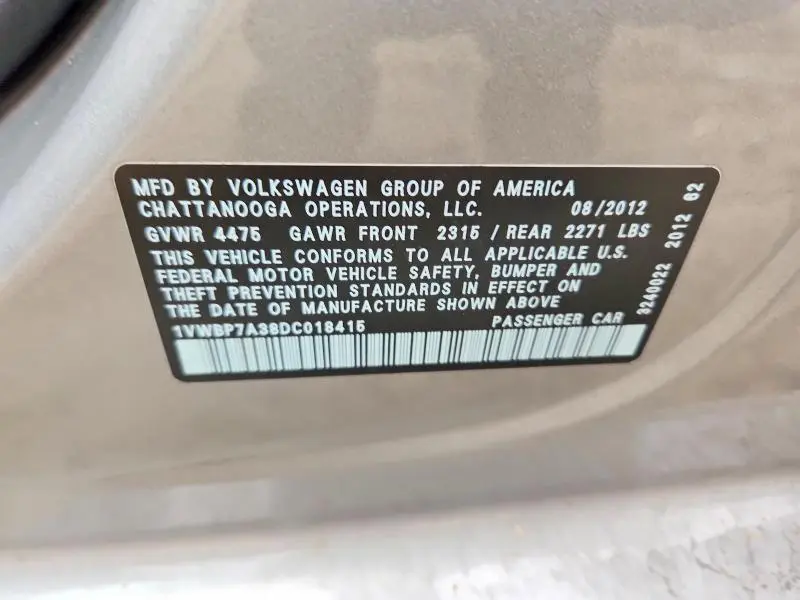 MFD BY VOLKSWAGEN GROUP OF AMERICA
CHATTANOOGA OPERATIONS, LLC. 08/2012
GVWR 4475 GAWR FRONT 2315 / REAR 2271 LBS
THIS VEHICLE CONFORMS TO ALL APPLICABLE U.S.
FEDERAL MOTOR VEHICLE SAFETY, BUMPER AND
THEFT PREVENTION STANDARDS IN EFFECT ON
THE DATE OF MANUFACTURE SHOWN ABOVE
1VWBP7A38DC018415 PASSENGER CAR
3240022 2012 62